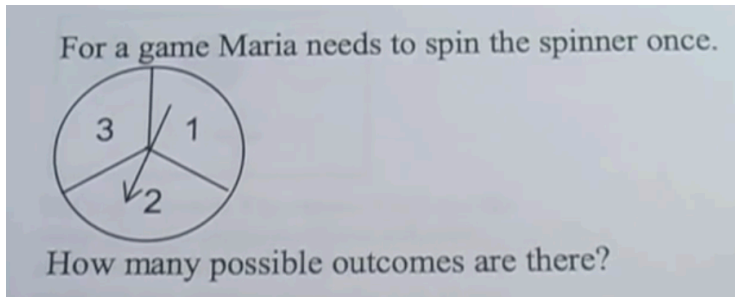 For a game Maria needs to spin the spinner once.
3 1
2
How many possible outcomes are there?